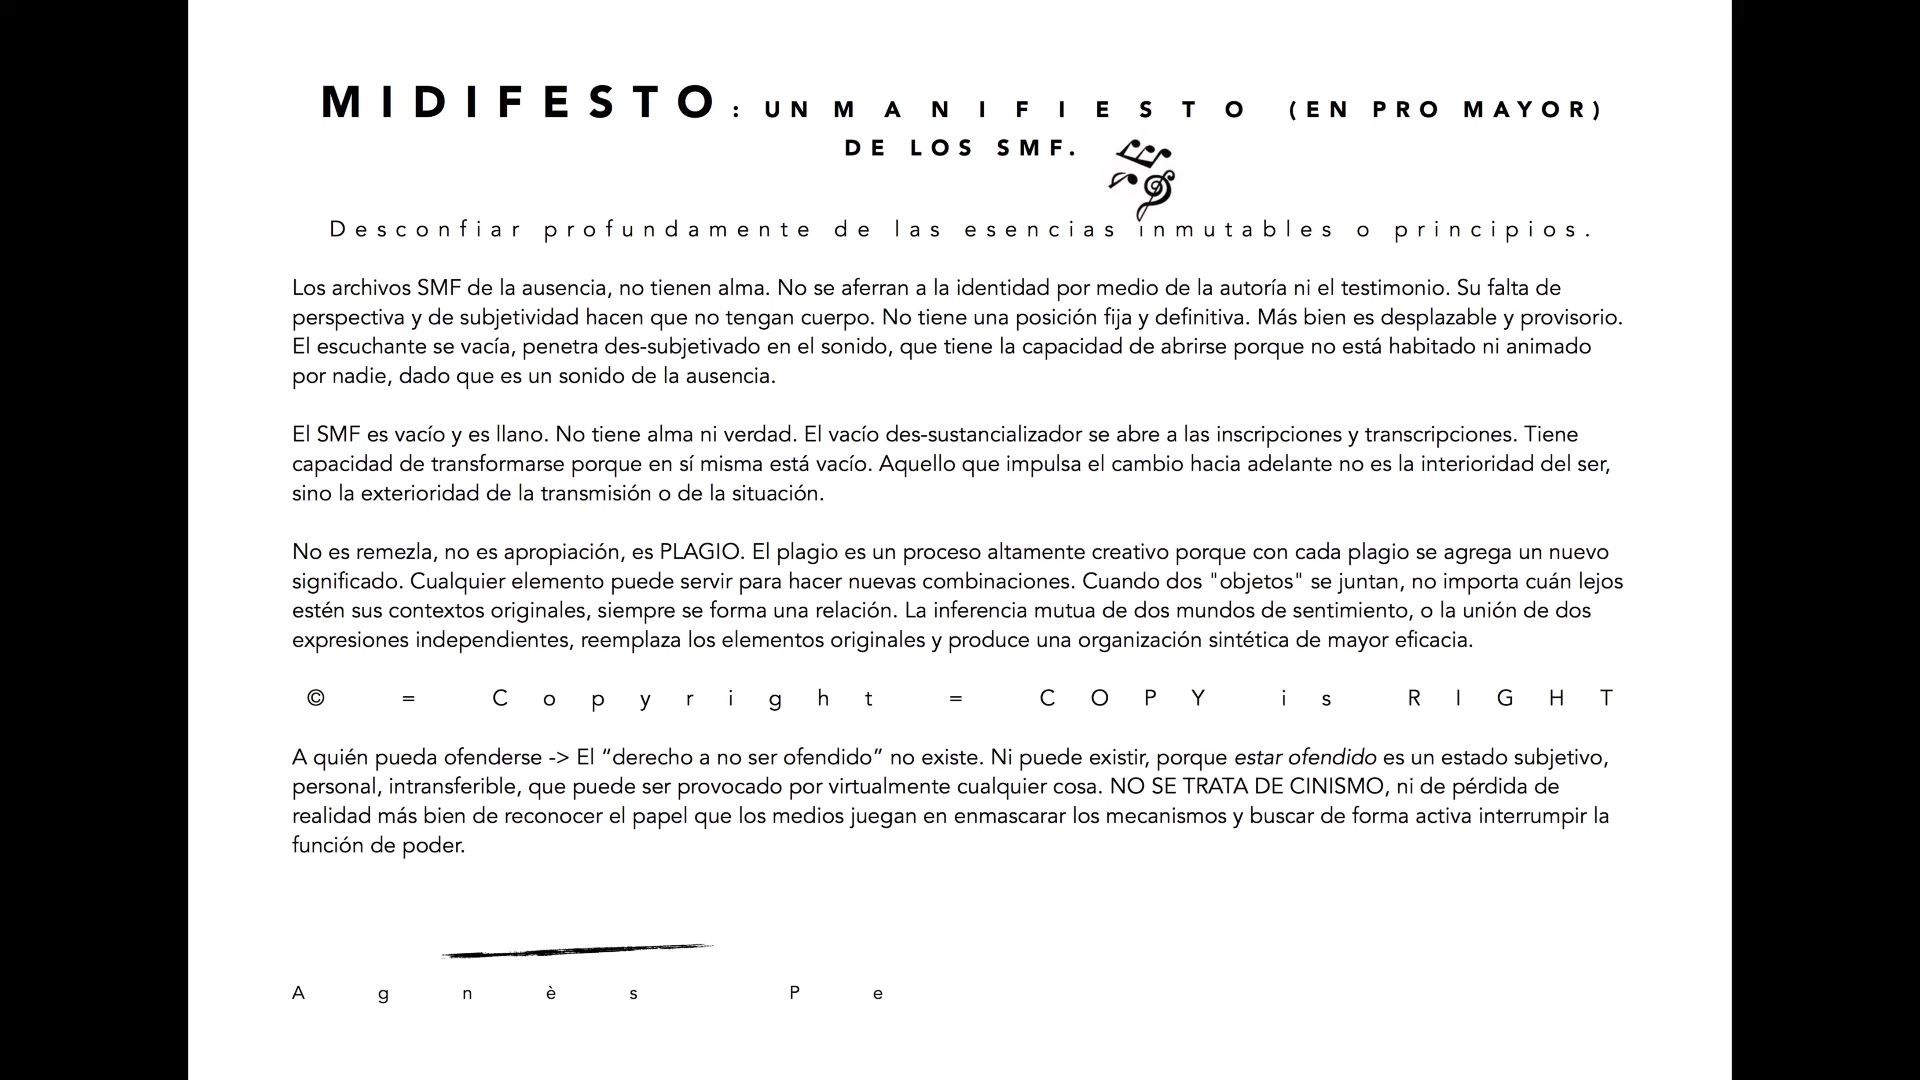 MIDIFESTO: UN MANIFIESTO (EN PRO MAYOR)
DE LOS SMF.
Desconfiar profundamente de las esencias inmutables o principios.
Los archivos SMF de la ausencia, no tienen alma. No se aferran a la identidad por medio de la autoría ni el testimonio. Su falta de
perspectiva y de subjetividad hacen que no tengan cuerpo. No tiene una posición fija y definitiva. Más bien es desplazable y provisorio.
El escuchante se vacía, penetra des-subjetivado en el sonido, que tiene la capacidad de abrirse porque no está habitado ni animado
por nadie, dado que es un sonido de la ausencia.
El SMF es vacío y es llano. No tiene alma ni verdad. El vacío des-sustancializador se abre a las inscripciones y transcripciones. Tiene
capacidad de transformarse porque en sí misma está vacío. Aquello que impulsa el cambio hacia adelante no es la interioridad del ser,
sino la exterioridad de la transmisión o de la situación.
No es remezla, no es apropiación, es PLAGIO. El plagio es un proceso altamente creativo porque con cada plagio se agrega un nuevo
significado. Cualquier elemento puede servir para hacer nuevas combinaciones. Cuando dos "objetos" se juntan, no importa cuán lejos
estén sus contextos originales, siempre se forma una relación. La inferencia mutua de dos mundos de sentimiento, o la unión de dos
expresiones independientes, reemplaza los elementos originales y produce una organización sintética de mayor eficacia.
© = Copyright = COPY is RIGHT
A quién pueda ofenderse -> El “derecho a no ser ofendido” no existe. Ni puede existir, porque estar ofendido es un estado subjetivo,
personal, intransferible, que puede ser provocado por virtualmente cualquier cosa. NO SE TRATA DE CINISMO, ni de pérdida de
realidad más bien de reconocer el papel que los medios juegan en enmascarar los mecanismos y buscar de forma activa interrumpir la
función de poder.
Agnès Pe